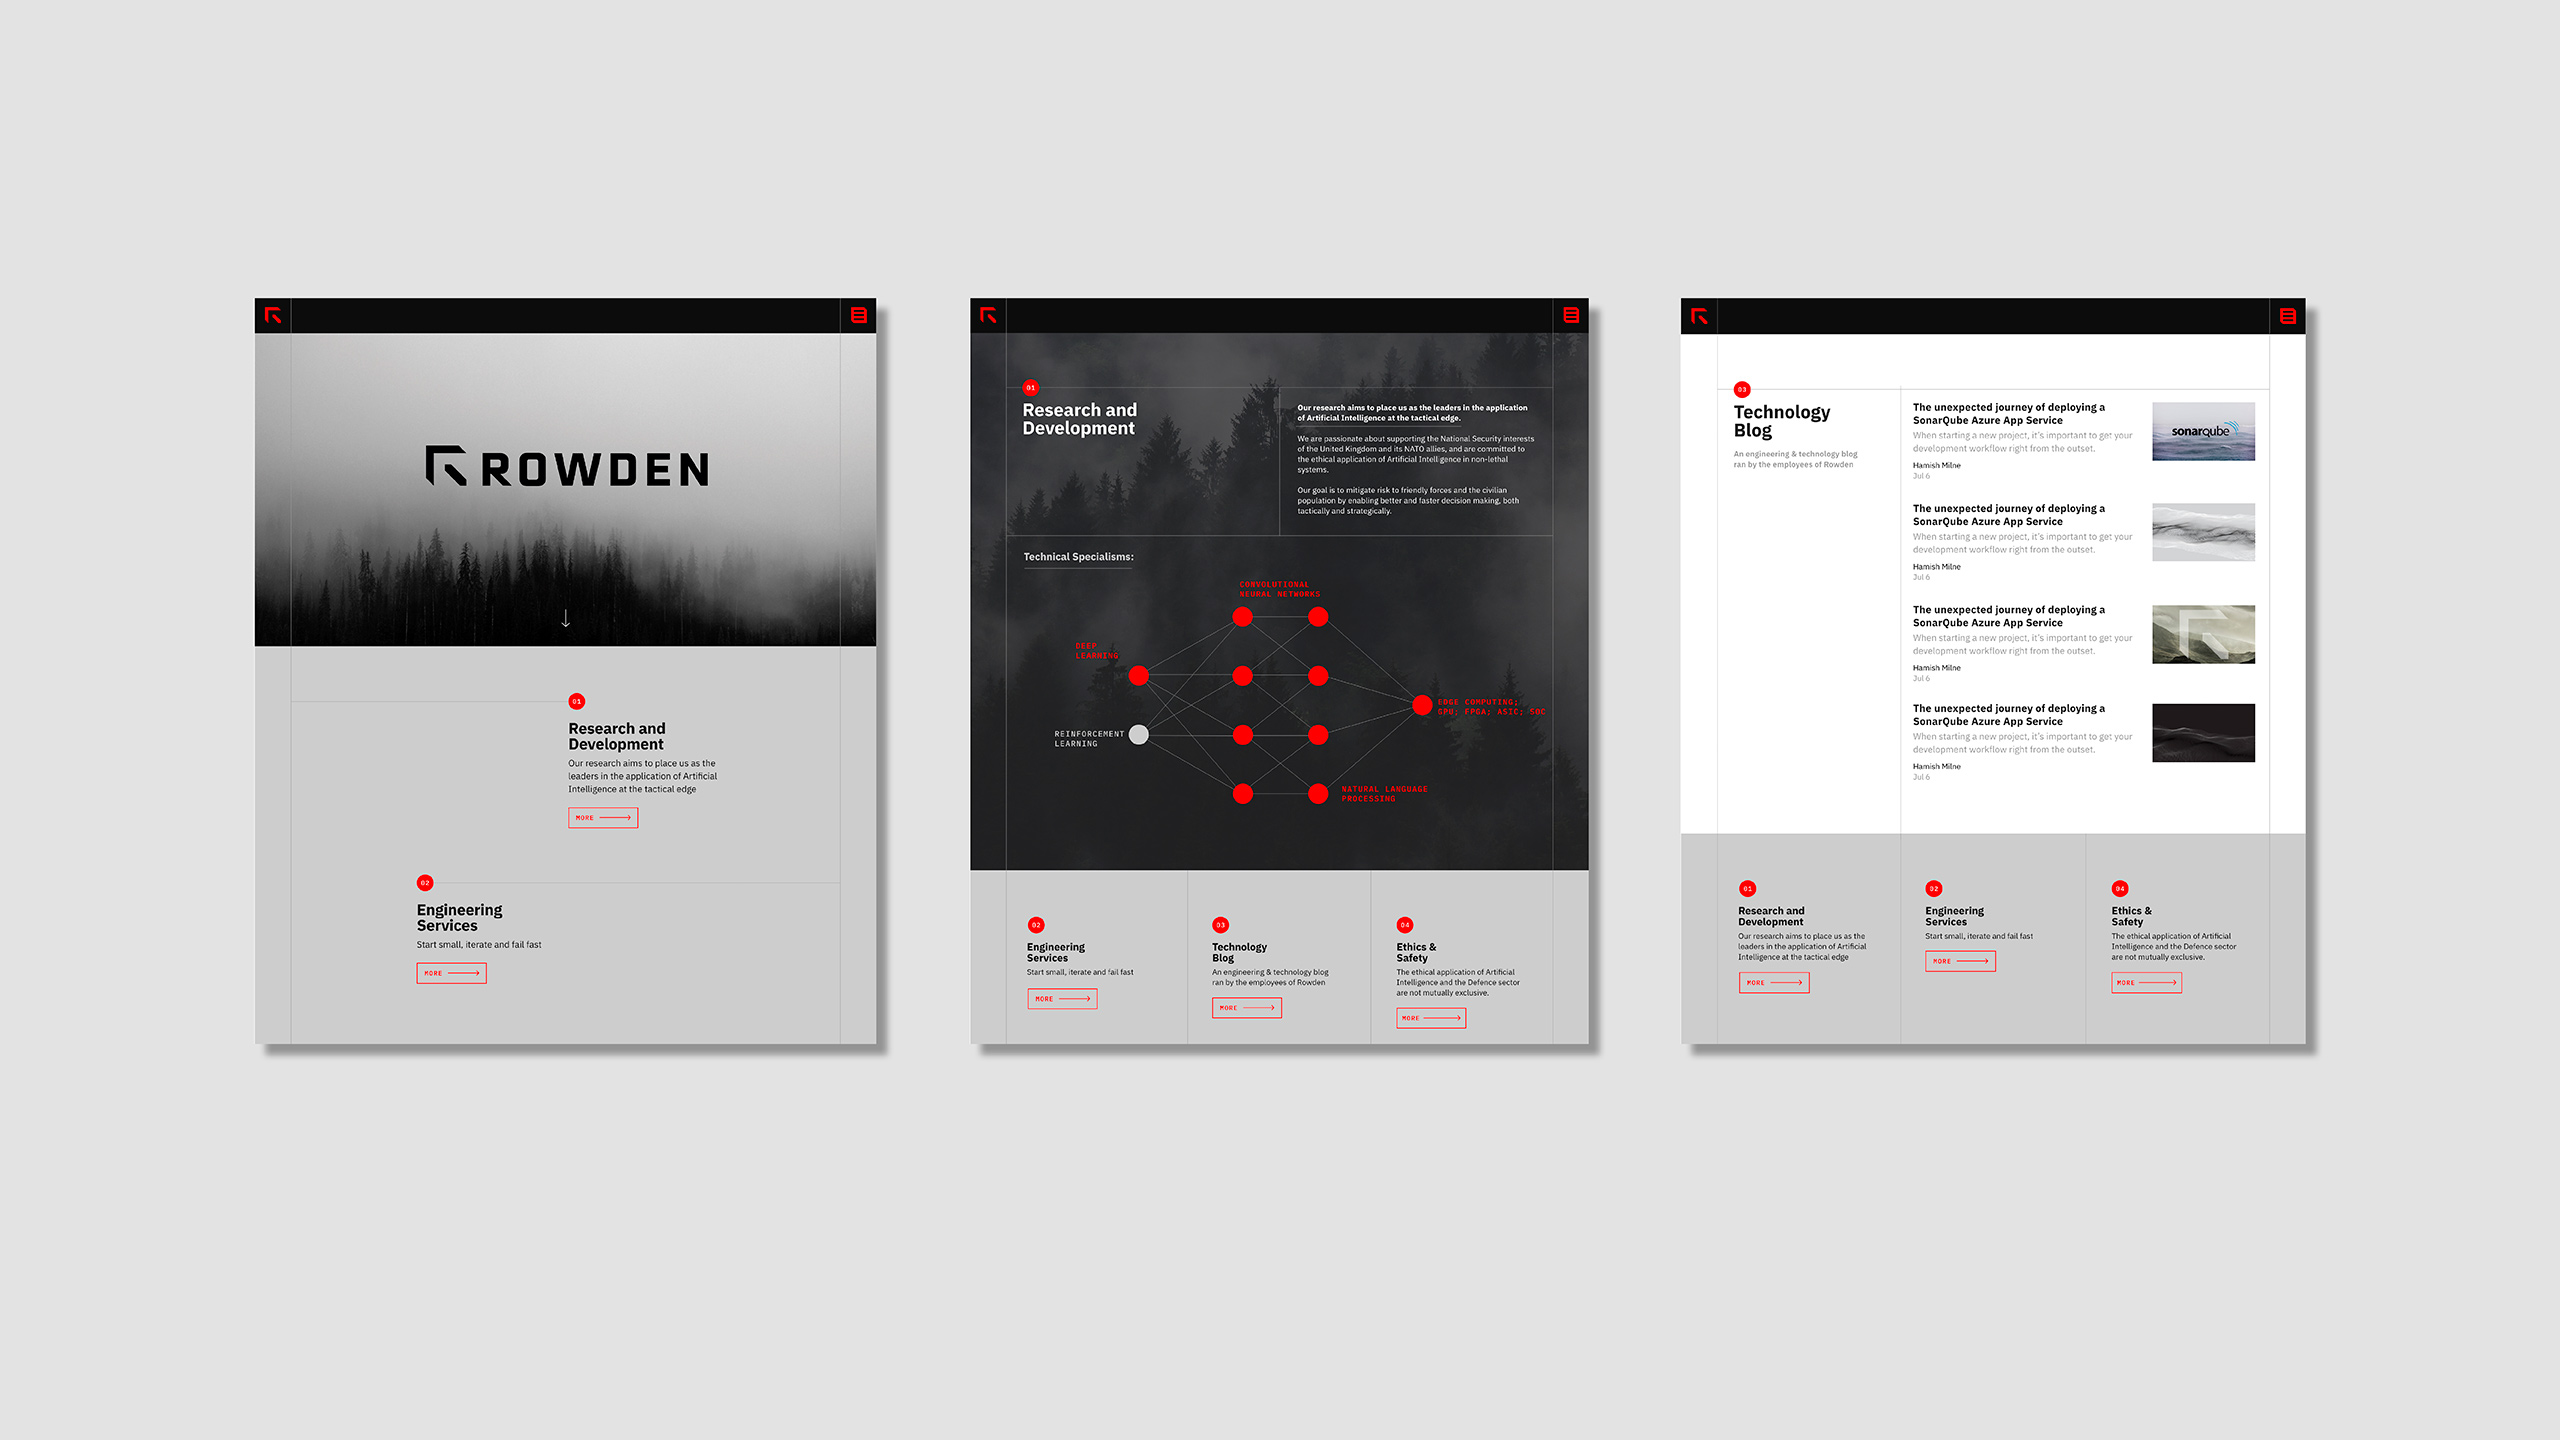 ROWDEN
01
Research and
Development
Our research aims to place us as the
leaders in the application of Artificial
Intelligence at the tactical edge
MORE
02
Engineering
Services
Start small, iterate and fail fast
MORE
01
Research and
Development
Our research aims to place us as the leaders in the application
of Artificial Intelligence at the tactical edge.
We are passionate about supporting the National Security interests
of the United Kingdom and its NATO allies, and are committed to
the ethical application of Artificial Intelligence in non-lethal
systems.
Our goal is to mitigate risk to friendly forces and the civilian
population by enabling better and faster decision making, both
tactically and strategically.
Technical Specialisms:
CONVOLUTIONAL
NEURAL NETWORKS
DEEP
LEARNING
EDGE COMPUTING;
GPU; FPGA; ASIC; SOC
REINFORCEMENT
LEARNING
NATURAL LANGUAGE
PROCESSING
02
Engineering
Services
Start small, iterate and fail fast
MORE
03
Technology
Blog
An engineering & technology blog
ran by the employees of Rowden
MORE
04
Ethics &
Safety
The ethical application of Artificial
Intelligence and the Defence sector
are not mutually exclusive.
MORE
03
Technology
Blog
An engineering & technology blog
ran by the employees of Rowden
The unexpected journey of deploying a
SonarQube Azure App Service
When starting a new project, it's important to get your
development workflow right from the outset.
Hamish Milne
Jul 6
sonarqube
The unexpected journey of deploying a
SonarQube Azure App Service
When starting a new project, it's important to get your
development workflow right from the outset.
Hamish Milne
Jul 6
The unexpected journey of deploying a
SonarQube Azure App Service
When starting a new project, it's important to get your
development workflow right from the outset.
Hamish Milne
Jul 6
The unexpected journey of deploying a
SonarQube Azure App Service
When starting a new project, it's important to get your
development workflow right from the outset.
Hamish Milne
Jul 6
01
Research and
Development
Our research aims to place us as the
leaders in the application of Artificial
Intelligence at the tactical edge
MORE
02
Engineering
Services
Start small, iterate and fail fast
MORE
04
Ethics &
Safety
The ethical application of Artificial
Intelligence and the Defence sector
are not mutually exclusive.
MORE